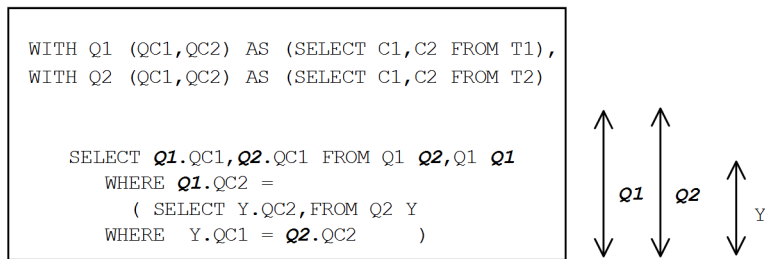 WITH Q1 (QC1,QC2) AS (SELECT C1,C2 FROM T1),
WITH Q2 (QC1,QC2) AS (SELECT C1,C2 FROM T2)
SELECT Q1.QC1,Q2.QC1 FROM Q1 Q2,Q1 Q1
WHERE Q1.QC2 =
( SELECT Y.QC2,FROM Q2 Y
WHERE Y.QC1 = Q2.QC2 )
Q1 Q2 Y